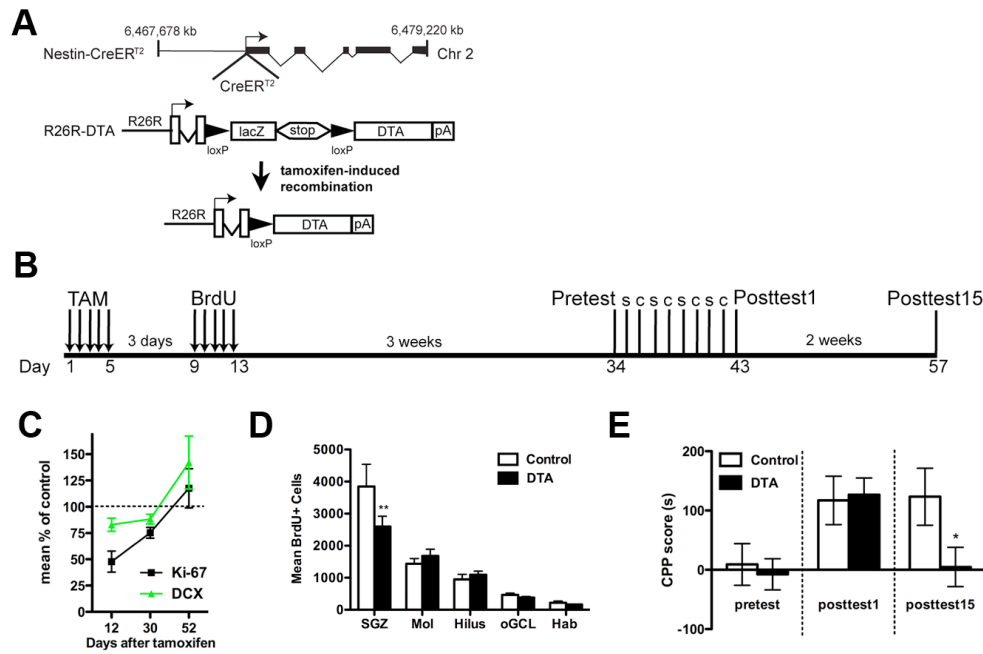 A
6,467,678 kb 6,479,220 kb
Nestin-CreERT2 Chr 2
CreERT2
R26R-DTA R26R lacZ stop DTA pA
loxP loxP
tamoxifen-induced
recombination
R26R DTA pA
loxP
B
TAM BrdU Pretest s c s c s c s c Posttest1 Posttest15
3 days 3 weeks 2 weeks
Day 1 5 9 13 34 43 57
C
mean % of control
150
125
100
75
50
25
0
Ki-67
DCX
12 30 52
Days after tamoxifen
D
Mean BrdU+ Cells
5000
4000
3000
2000
1000
0
Control
DTA
**
SGZ Mol Hilus oGCL Hab
E
CPP score (s)
200
100
0
-100
Control
DTA
*
pretest posttest1 posttest15